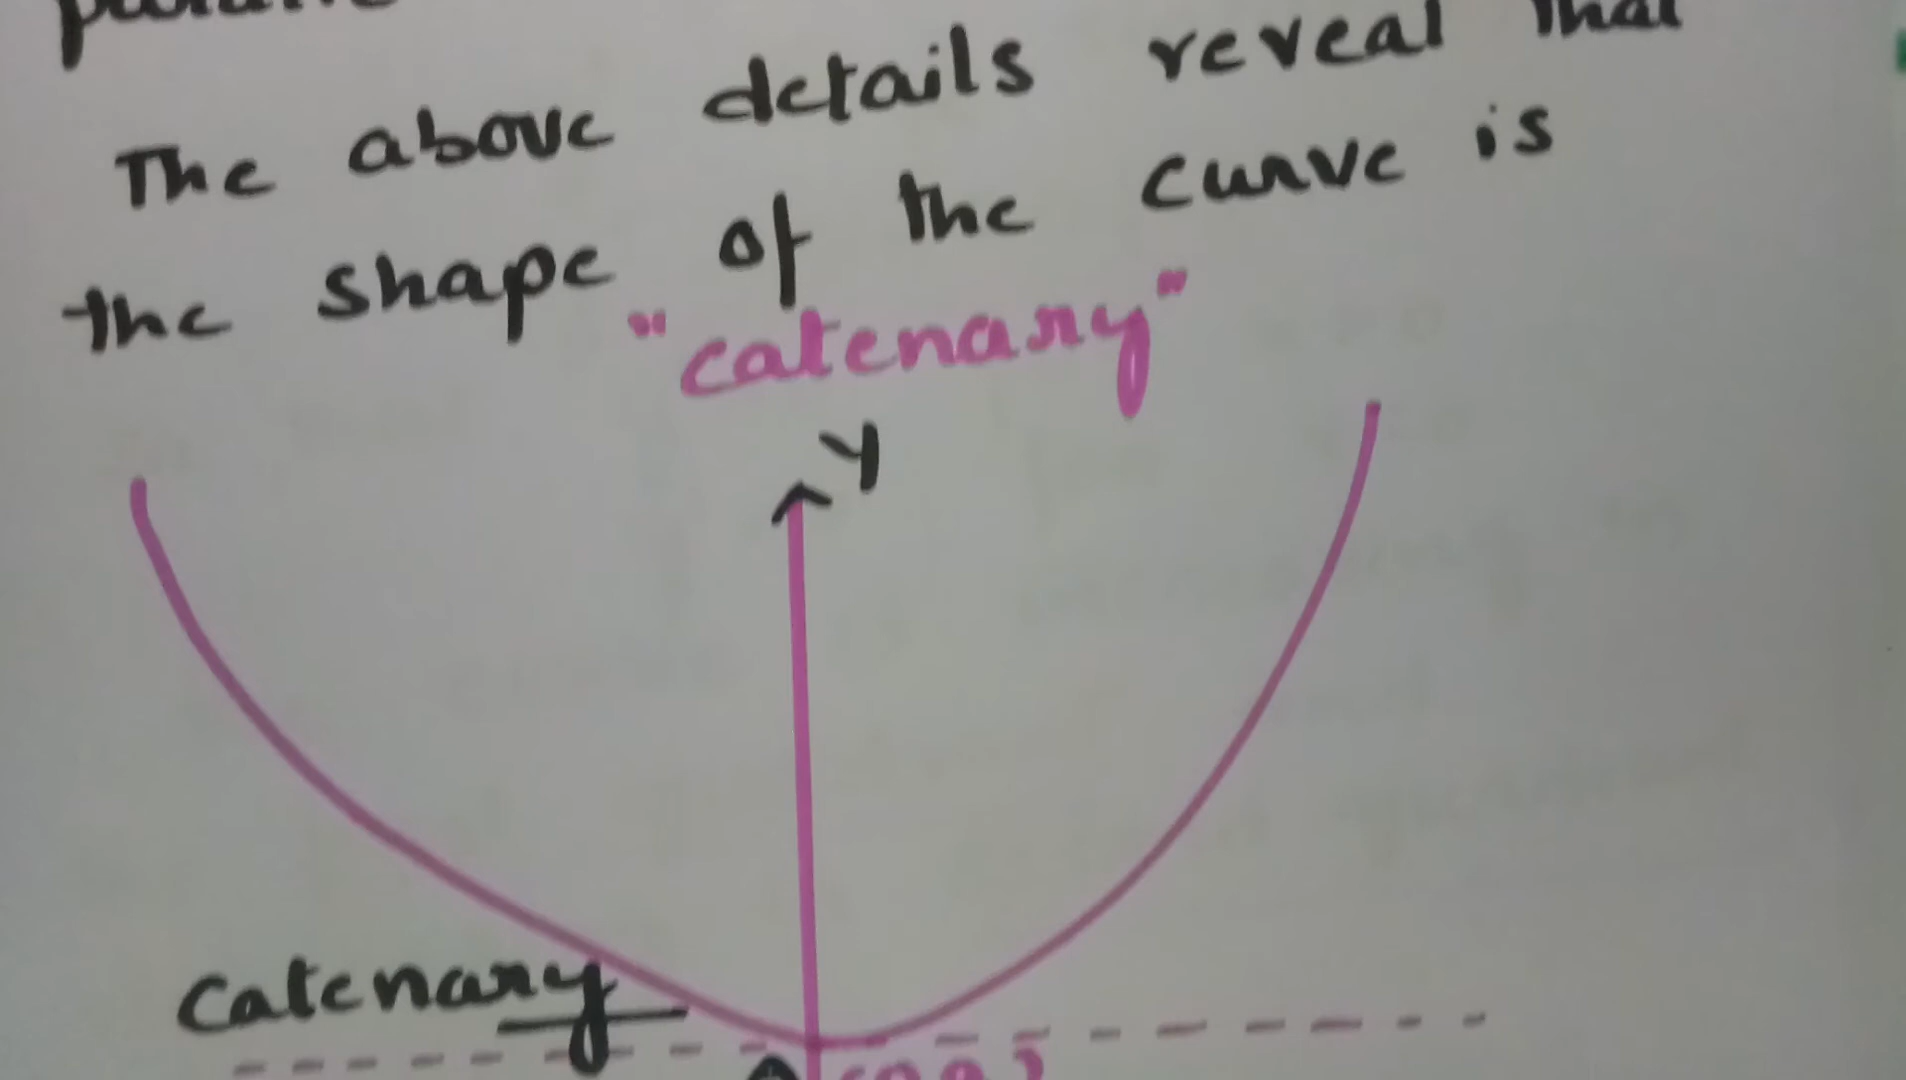 The above details reveal that
the shape of the curve is
"catenary"
Y
catenary